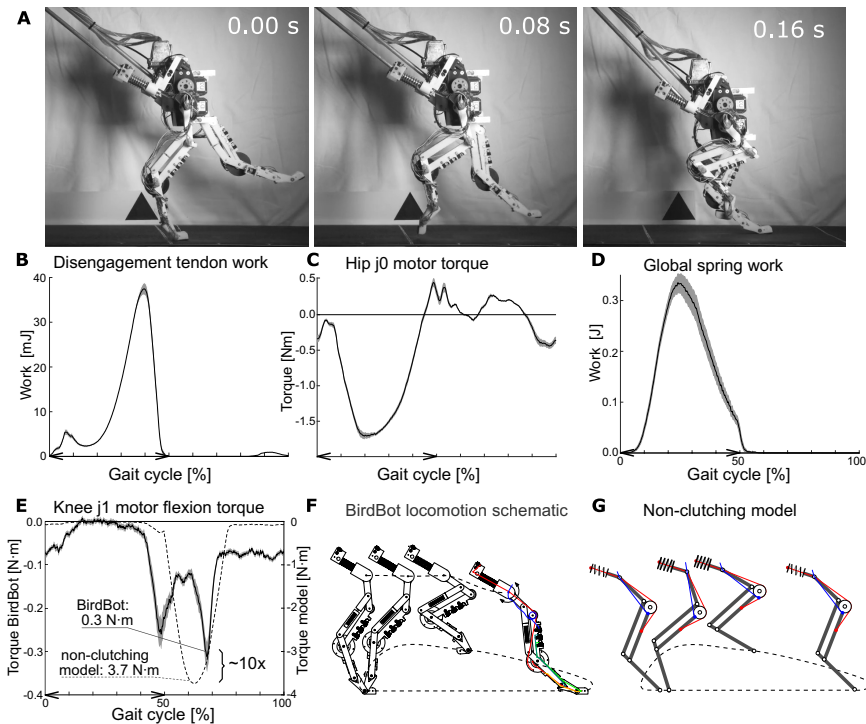 A
0.00 s
0.08 s
0.16 s
B Disengagement tendon work
40
30
20
10
0
Work [mJ]
Gait cycle [%]
C Hip j0 motor torque
0.5
0.0
-0.5
-1.0
-1.5
Torque [Nm]
Gait cycle [%]
D Global spring work
0.3
0.2
0.1
0
Work [J]
0 50 100
Gait cycle [%]
E Knee j1 motor flexion torque
0.0
-0.1
-0.2
-0.3
-0.4
Torque BirdBot [N·m]
0
-1
-2
-3
-4
Torque model [N·m]
BirdBot:
0.3 N·m
non-clutching
model: 3.7 N·m
~10x
0 50 100
Gait cycle [%]
F BirdBot locomotion schematic
G Non-clutching model